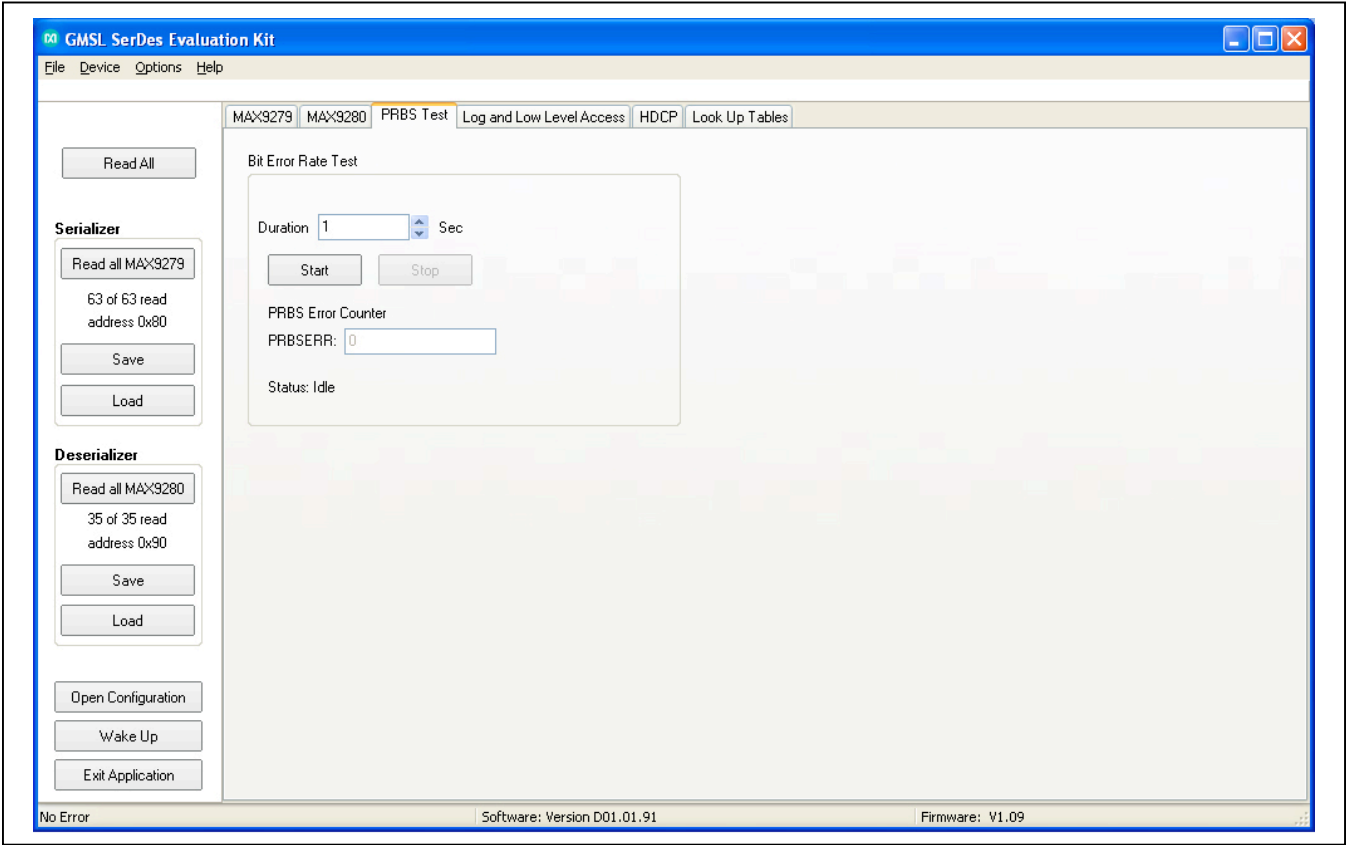 GMSL SerDes Evaluation Kit
File Device Options Help
MAX9279 MAX9280 PRBS Test Log and Low Level Access HDCP Look Up Tables
Read All
Serializer
Read all MAX9279
63 of 63 read
address 0x80
Save
Load
Deserializer
Read all MAX9280
35 of 35 read
address 0x90
Save
Load
Open Configuration
Wake Up
Exit Application
Bit Error Rate Test
Duration 1 Sec
Start Stop
PRBS Error Counter
PRBSERR: 0
Status: Idle
No Error Software: Version D01.01.91 Firmware: V1.09